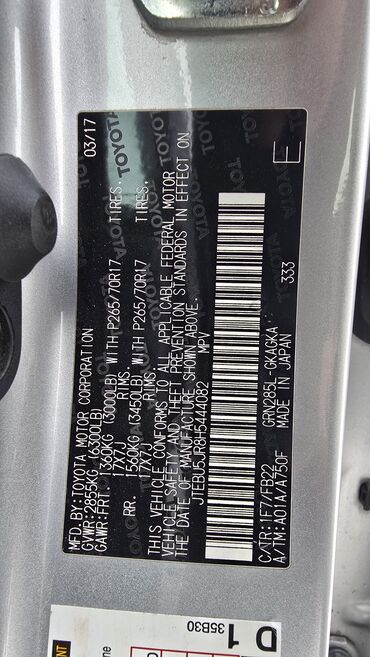 MFD.BY:TOYOTA MOTOR CORPORATION 03/17
GVWR:2855KG (6300LB)
GAWR:FRT. 1360KG (3000LB) WITH P265/70R17 TIRES.
17X7J RIMS.
RR. 1560KG (3450LB) WITH P265/70R17 TIRES.
17X7J RIMS.
THIS VEHICLE CONFORMS TO ALL APPLICABLE FEDERAL MOTOR
VEHICLE SAFETY AND THEFT PREVENTION STANDARDS IN EFFECT ON
THE DATE OF MANUFACTURE SHOWN ABOVE.
JTEBU5JR8H5444082 MPV
C/TR:1F7/FB22 GRN285L-GKAGKA 333
A/TM:A01A/A750F MADE IN JAPAN
TOYOTA
TOYOTA
TOYOTA
TOYOTA
E
D 1
35B30